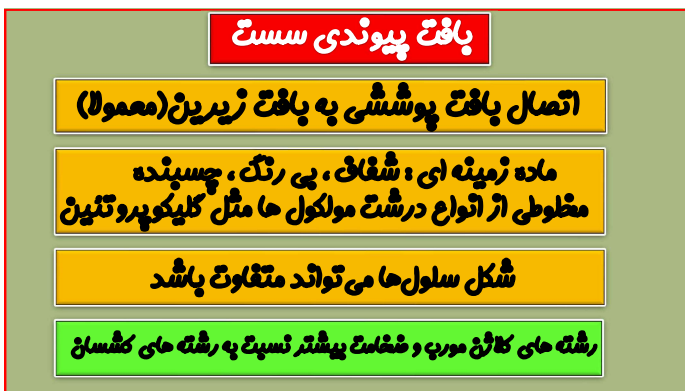 بافت پیوندی سست
اتصال بافت پوششی به بافت زیرین(معمولا)
ماده زمینه ای : شفاف ، بی رنگ ، چسبنده
مخلوطی از انواع درشت مولکول ها مثل گلیکوپروتئین
شکل سلول‌ها می‌تواند متفاوت باشد
رشته های کلاژن مورب و ضخامت بیشتر نسبت به رشته های کشسان